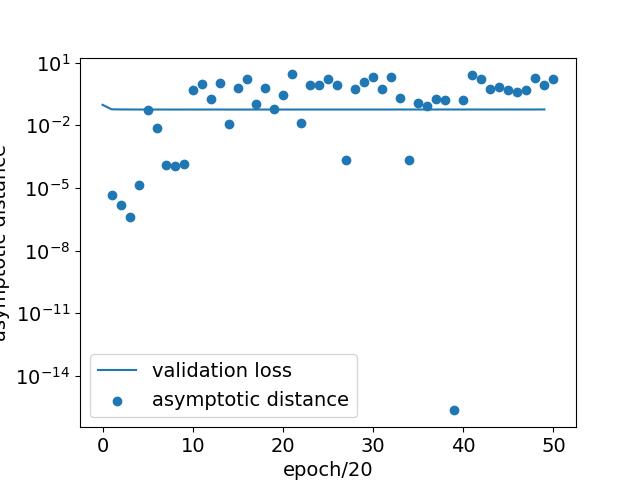 10^1
10^-2
10^-5
10^-8
10^-11
10^-14
asymptotic distance
validation loss
asymptotic distance
0 10 20 30 40 50
epoch/20